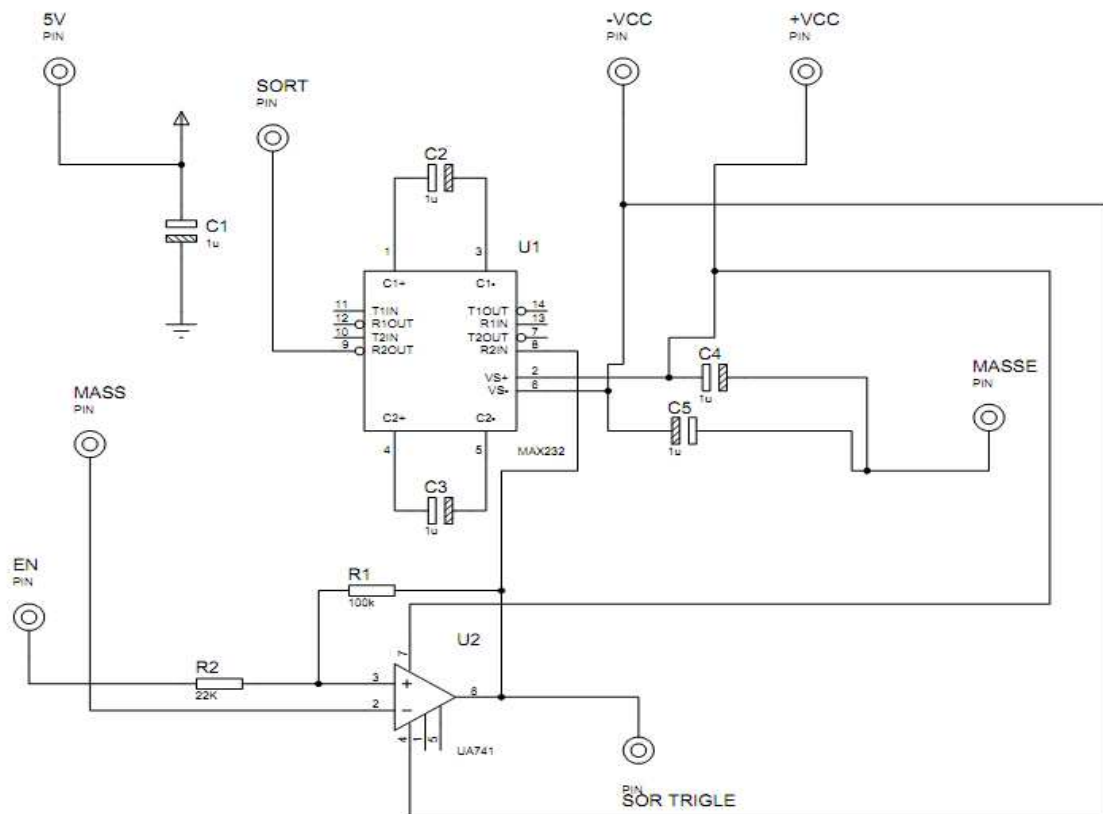 5V
PIN
-VCC
PIN
+VCC
PIN
SORT
PIN
C2
1u
C1
1u
1
3
U1
C1+
C1-
11
T1IN
T1OUT
14
12
R1OUT
R1IN
13
10
T2IN
T2OUT
7
9
R2OUT
R2IN
8
VS+
2
VS-
6
C2+
C2-
4
5
MAX232
C4
1u
C5
1u
MASSE
PIN
MASS
PIN
C3
1u
EN
PIN
R1
100k
U2
7
R2
22K
3
2
6
4
1
5
UA741
PIN
SOR TRIGLE